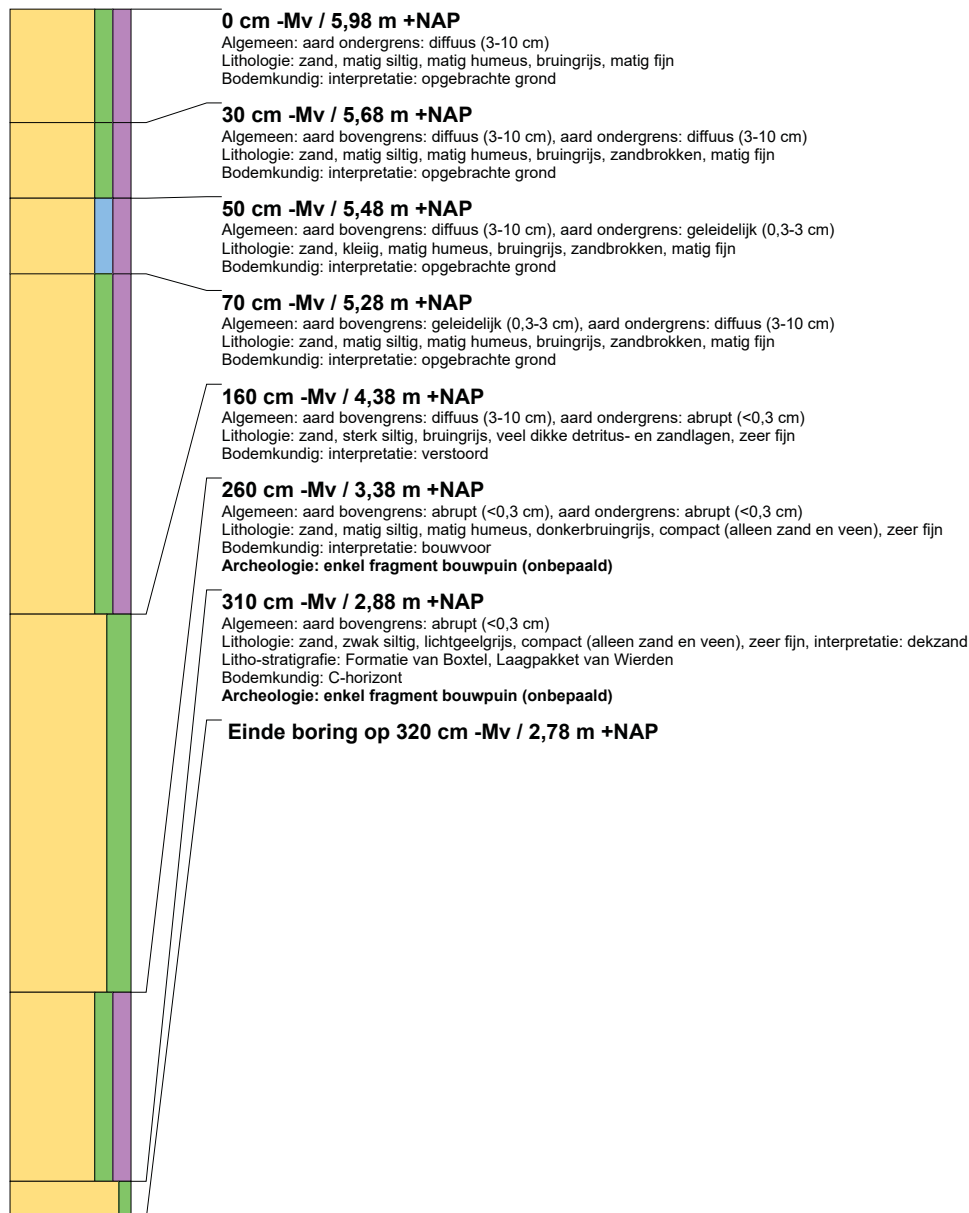 0 cm -Mv / 5,98 m +NAP
Algemeen: aard ondergrens: diffuus (3-10 cm)
Lithologie: zand, matig siltig, matig humeus, bruingrijs, matig fijn
Bodemkundig: interpretatie: opgebrachte grond
30 cm -Mv / 5,68 m +NAP
Algemeen: aard bovengrens: diffuus (3-10 cm), aard ondergrens: diffuus (3-10 cm)
Lithologie: zand, matig siltig, matig humeus, bruingrijs, zandbrokken, matig fijn
Bodemkundig: interpretatie: opgebrachte grond
50 cm -Mv / 5,48 m +NAP
Algemeen: aard bovengrens: diffuus (3-10 cm), aard ondergrens: geleidelijk (0,3-3 cm)
Lithologie: zand, kleiig, matig humeus, bruingrijs, zandbrokken, matig fijn
Bodemkundig: interpretatie: opgebrachte grond
70 cm -Mv / 5,28 m +NAP
Algemeen: aard bovengrens: geleidelijk (0,3-3 cm), aard ondergrens: diffuus (3-10 cm)
Lithologie: zand, matig siltig, matig humeus, bruingrijs, zandbrokken, matig fijn
Bodemkundig: interpretatie: opgebrachte grond
160 cm -Mv / 4,38 m +NAP
Algemeen: aard bovengrens: diffuus (3-10 cm), aard ondergrens: abrupt (<0,3 cm)
Lithologie: zand, sterk siltig, bruingrijs, veel dikke detritus- en zandlagen, zeer fijn
Bodemkundig: interpretatie: verstoord
260 cm -Mv / 3,38 m +NAP
Algemeen: aard bovengrens: abrupt (<0,3 cm), aard ondergrens: abrupt (<0,3 cm)
Lithologie: zand, matig siltig, matig humeus, donkerbruingrijs, compact (alleen zand en veen), zeer fijn
Bodemkundig: interpretatie: bouwvoor
Archeologie: enkel fragment bouwpuin (onbepaald)
310 cm -Mv / 2,88 m +NAP
Algemeen: aard bovengrens: abrupt (<0,3 cm)
Lithologie: zand, zwak siltig, lichtgeelgrijs, compact (alleen zand en veen), zeer fijn, interpretatie: dekzand
Litho-stratigrafie: Formatie van Boxtel, Laagpakket van Wierden
Bodemkundig: C-horizont
Archeologie: enkel fragment bouwpuin (onbepaald)
Einde boring op 320 cm -Mv / 2,78 m +NAP